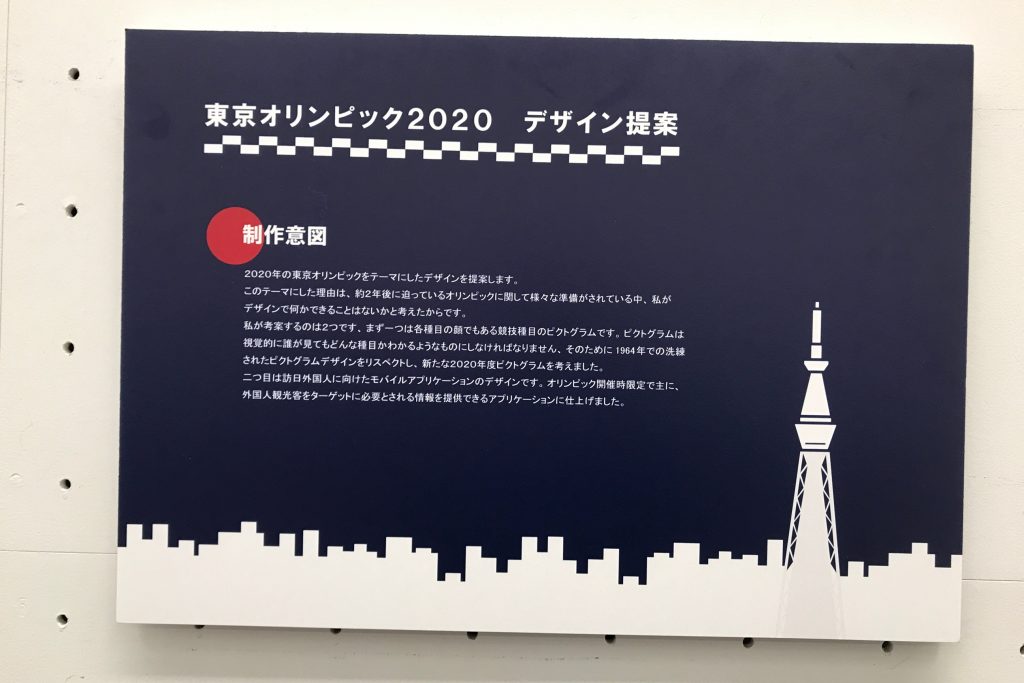 東京オリンピック2020　デザイン提案
制作意図
2020年の東京オリンピックをテーマにしたデザインを提案します。
このテーマにした理由は、約2年後に迫っているオリンピックに関して様々な準備がされている中、私が
デザインで何かできることはないかと考えたからです。
私が考案するのは2つです、まず一つは各種目の顔でもある競技種目のピクトグラムです。ピクトグラムは
視覚的に誰が見てもどんな種目かわかるようなものにしなければなりません、そのために1964年での洗練
されたピクトグラムデザインをリスペクトし、新たな2020年度ピクトグラムを考えました。
二つ目は訪日外国人に向けたモバイルアプリケーションのデザインです。オリンピック開催時限定で主に、
外国人観光客をターゲットに必要とされる情報を提供できるアプリケーションに仕上げました。